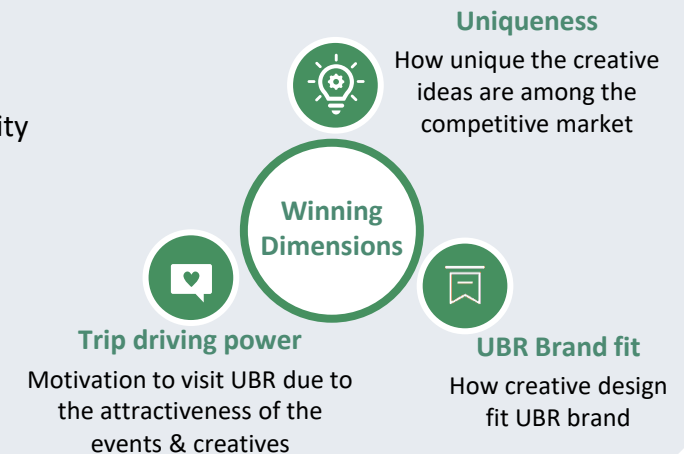 Uniqueness
How unique the creative
ideas are among the
competitive market
Winning
Dimensions
Trip driving power
Motivation to visit UBR due to
the attractiveness of the
events & creatives
UBR Brand fit
How creative design
fit UBR brand